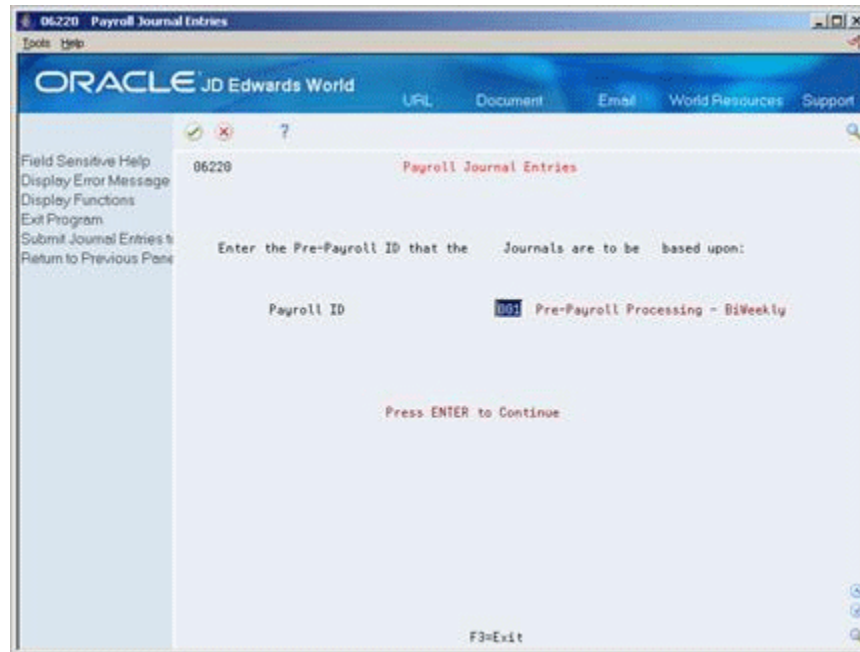 06220 Payroll Journal Entries
Tools Help
ORACLE JD Edwards World
URL Document Email World Resources Support
Field Sensitive Help
Display Error Message
Display Functions
Exit Program
Submit Journal Entries to
Return to Previous Pane
06220 Payroll Journal Entries
Enter the Pre-Payroll ID that the Journals are to be based upon:
Payroll ID Pre-Payroll Processing - BiWeekly
Press ENTER to Continue
F3=Exit